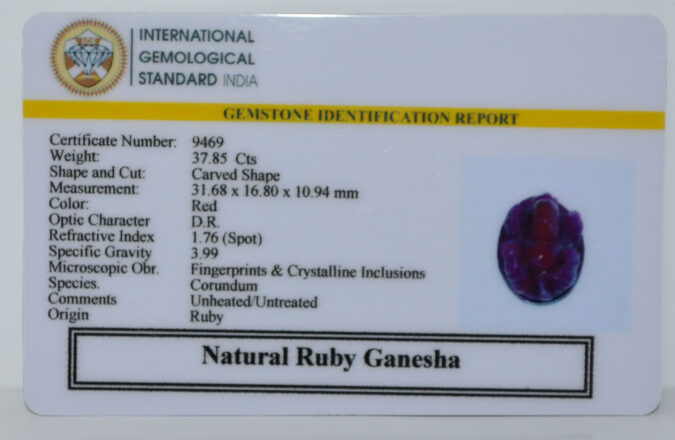 INTERNATIONAL
GEMOLOGICAL
STANDARD INDIA
GEMSTONE IDENTIFICATION REPORT
Certificate Number: 9469
Weight: 37.85 Cts
Shape and Cut: Carved Shape
Measurement: 31.68 x 16.80 x 10.94 mm
Color: Red
Optic Character D.R.
Refractive Index 1.76 (Spot)
Specific Gravity 3.99
Microscopic Obr. Fingerprints & Crystalline Inclusions
Species. Corundum
Comments Unheated/Untreated
Origin Ruby
Natural Ruby Ganesha